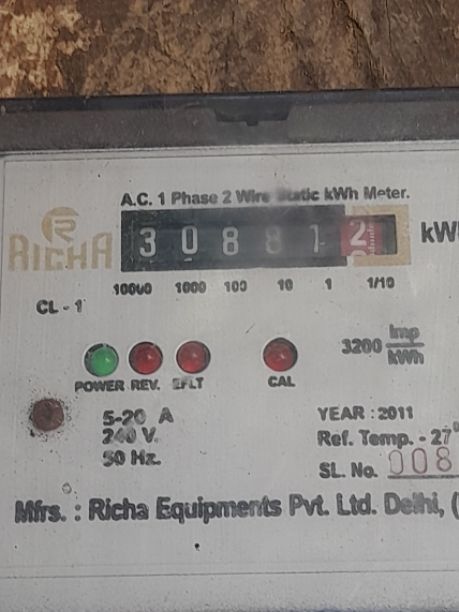 A.C. 1 Phase 2 Wire Static kWh Meter.
3 0 8 8 1 2
kW
RICHA
10000 1000 100 10 1 1/10
CL - 1
3200 Imp/kWh
POWER REV. EFLT CAL
5-20 A
240 V.
50 Hz.
YEAR : 2011
Ref. Temp. - 27°
SL. No. 008
Mfrs. : Richa Equipments Pvt. Ltd. Delhi, (